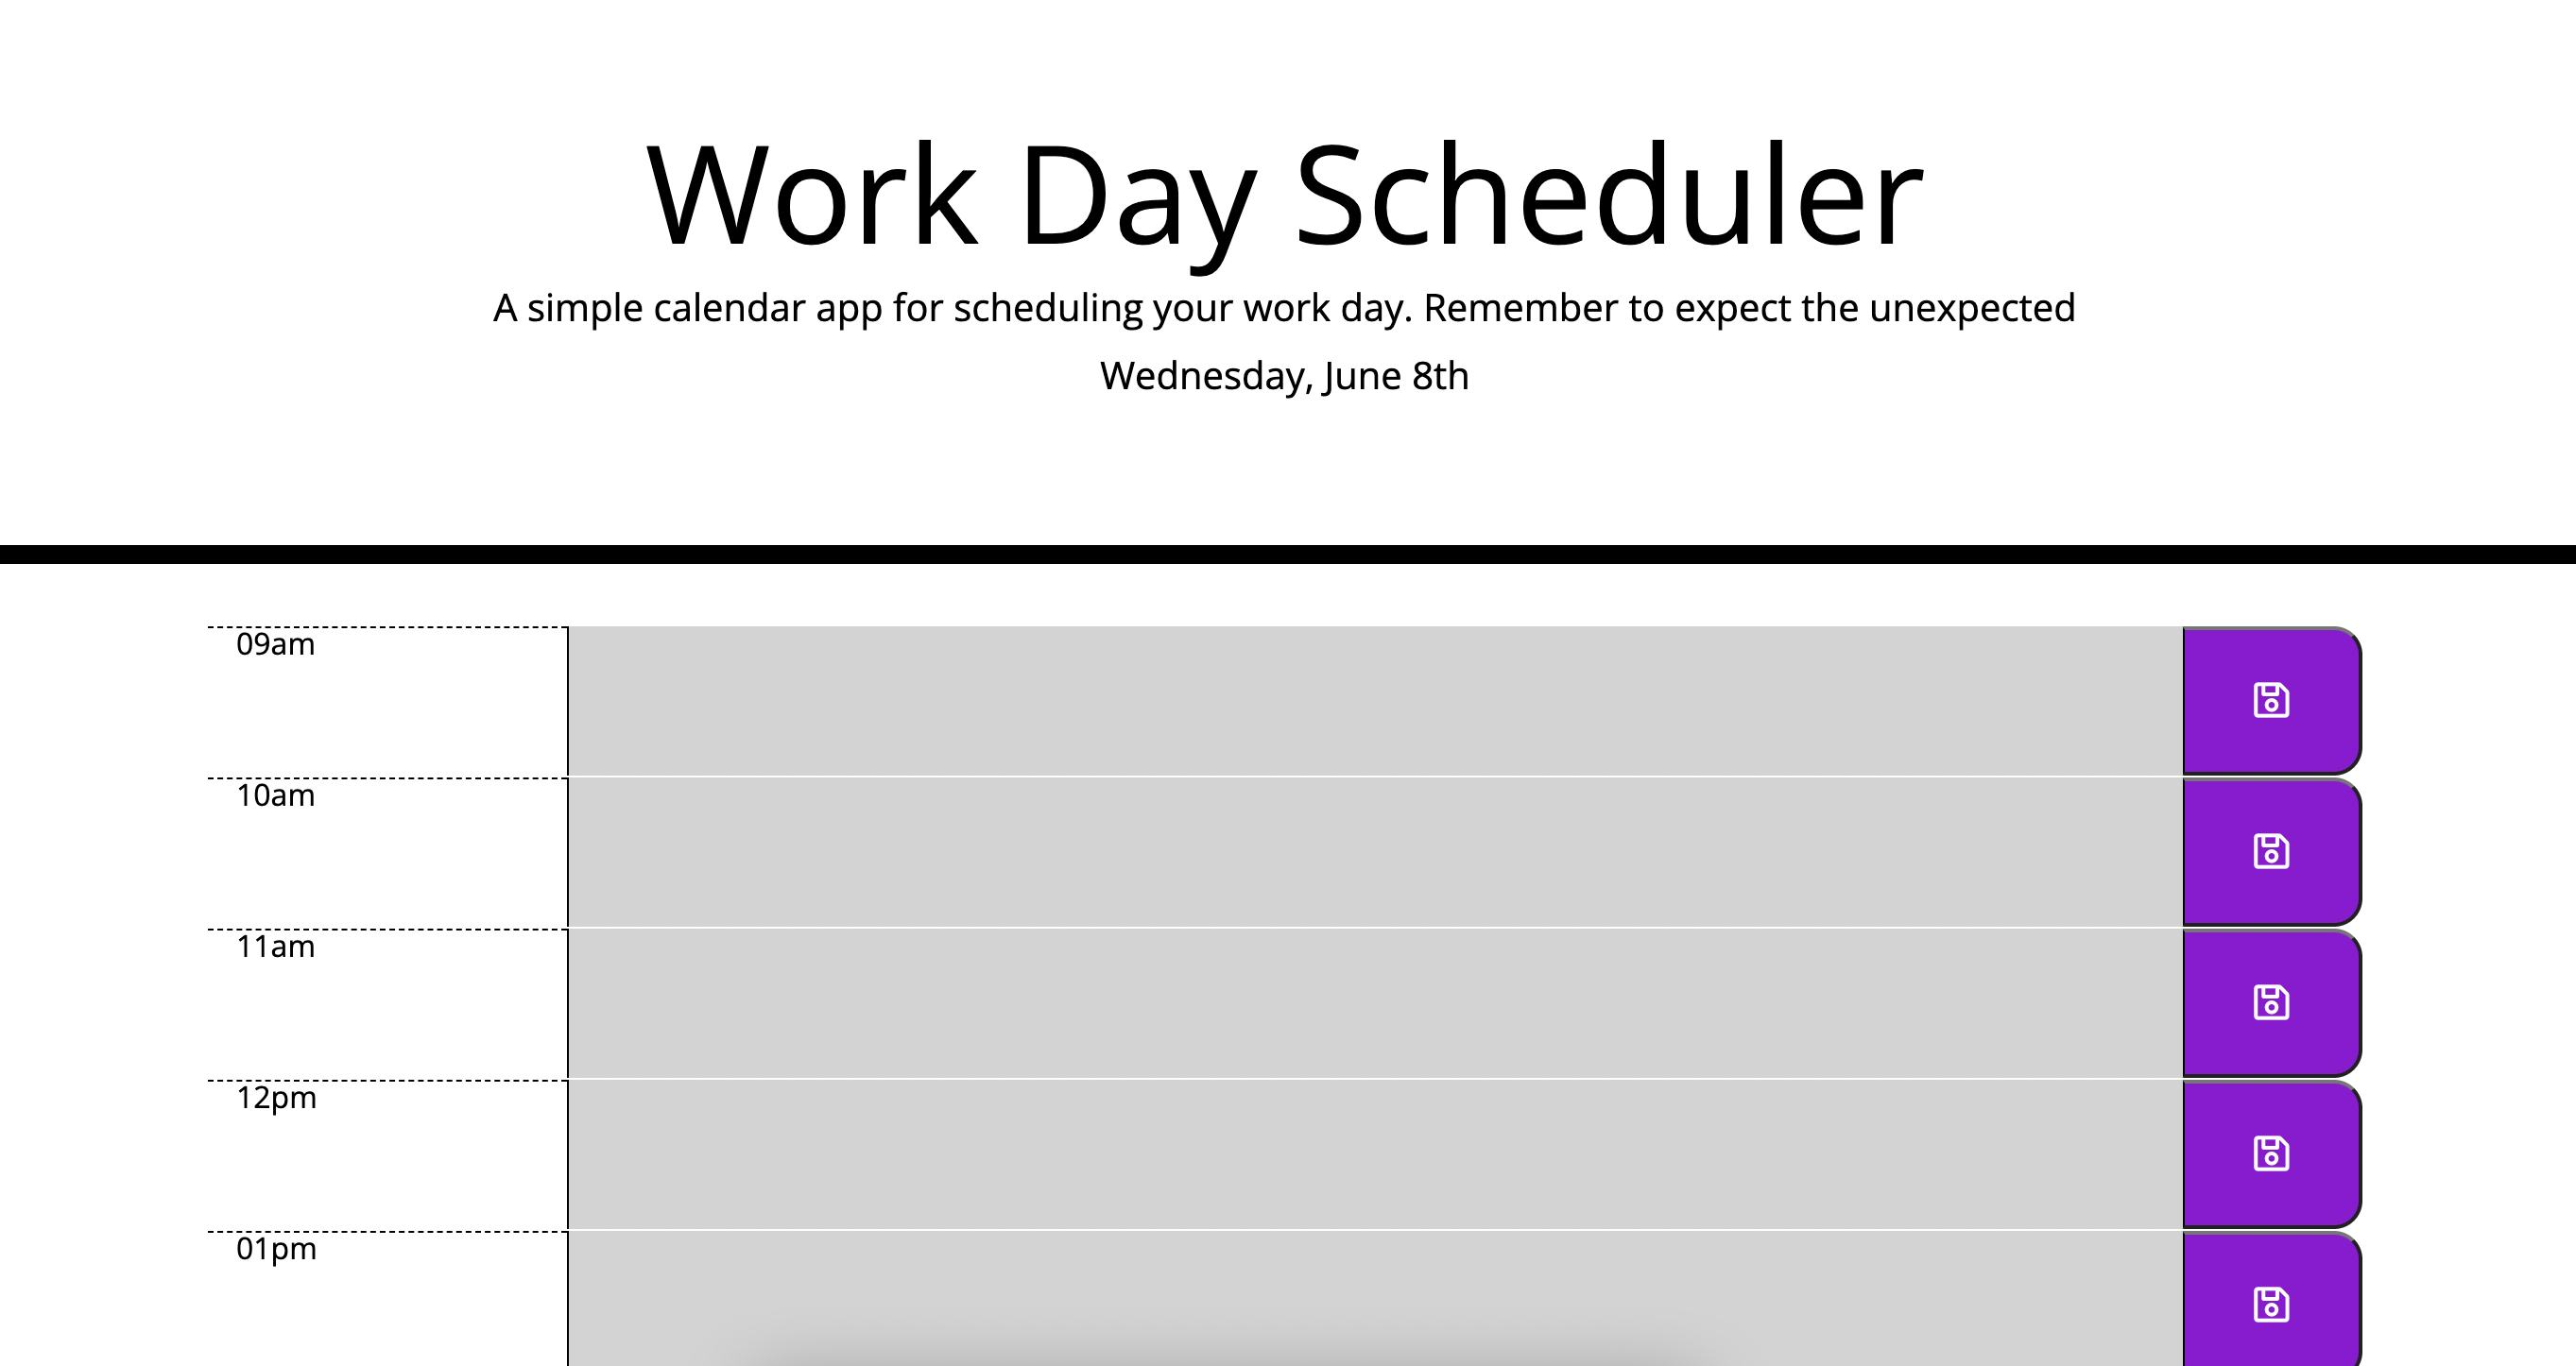 Work Day Scheduler
A simple calendar app for scheduling your work day. Remember to expect the unexpected
Wednesday, June 8th
09am
10am
11am
12pm
01pm